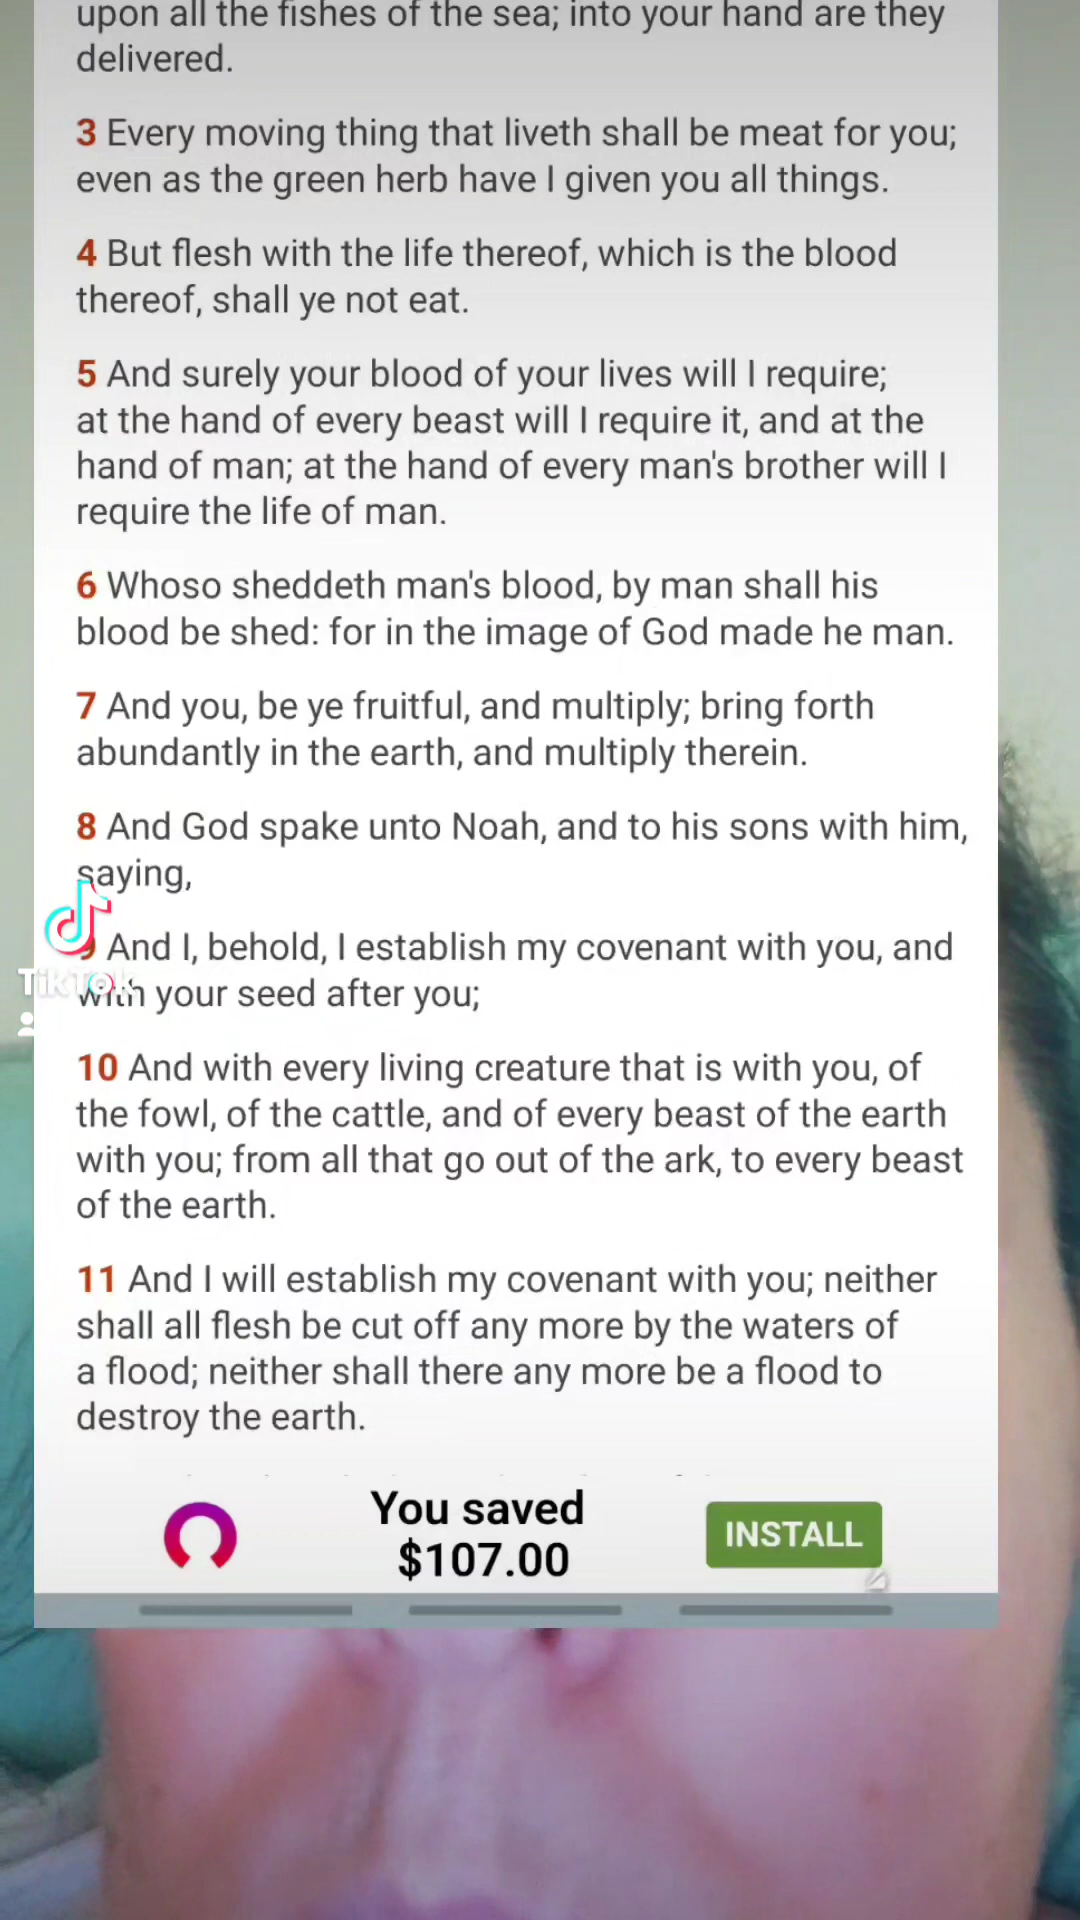 upon all the fishes of the sea; into your hand are they
delivered.
3 Every moving thing that liveth shall be meat for you;
even as the green herb have I given you all things.
4 But flesh with the life thereof, which is the blood
thereof, shall ye not eat.
5 And surely your blood of your lives will I require;
at the hand of every beast will I require it, and at the
hand of man; at the hand of every man's brother will I
require the life of man.
6 Whoso sheddeth man's blood, by man shall his
blood be shed: for in the image of God made he man.
7 And you, be ye fruitful, and multiply; bring forth
abundantly in the earth, and multiply therein.
8 And God spake unto Noah, and to his sons with him,
saying,
9 And I, behold, I establish my covenant with you, and
with your seed after you;
TikTok
10 And with every living creature that is with you, of
the fowl, of the cattle, and of every beast of the earth
with you; from all that go out of the ark, to every beast
of the earth.
11 And I will establish my covenant with you; neither
shall all flesh be cut off any more by the waters of
a flood; neither shall there any more be a flood to
destroy the earth.
You saved
$107.00
INSTALL